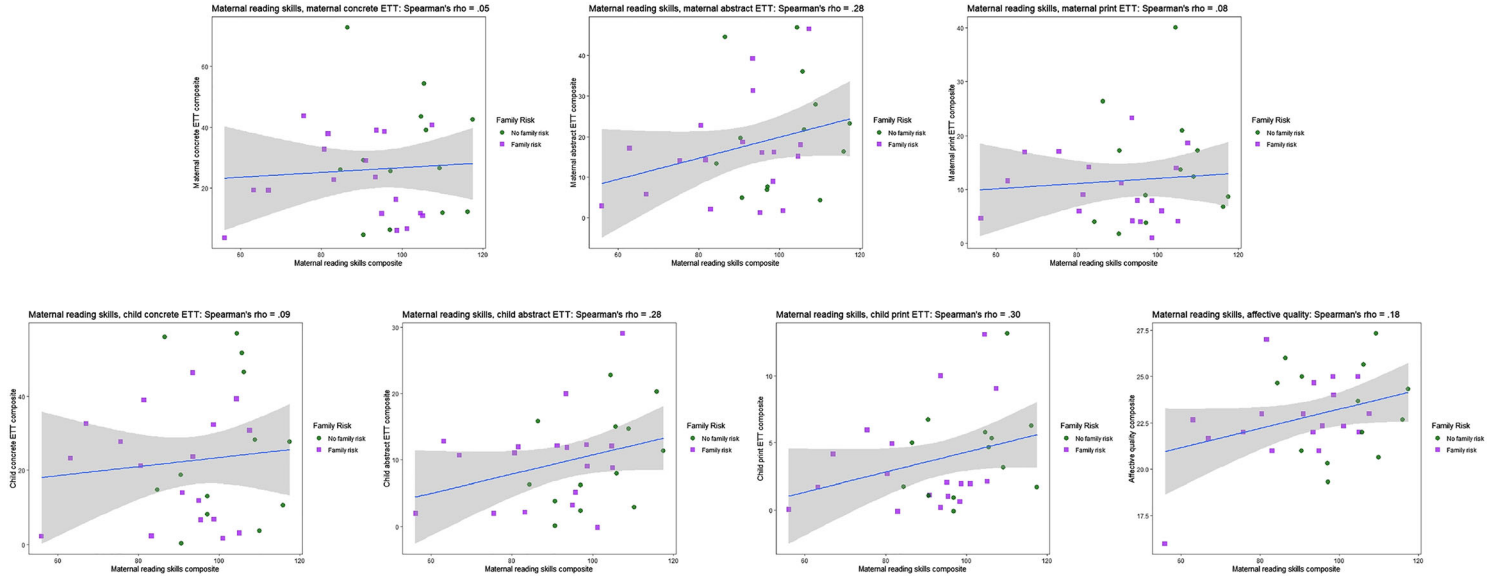 Maternal reading skills, maternal concrete ETT: Spearman's rho = .05
Maternal concrete ETT composite
60
40
20
60
80
100
120
Maternal reading skills composite
Family Risk
No family risk
Family risk
Maternal reading skills, maternal abstract ETT: Spearman's rho = .28
Maternal abstract ETT composite
40
30
20
10
0
60
80
100
120
Maternal reading skills composite
Family Risk
No family risk
Family risk
Maternal reading skills, maternal print ETT: Spearman's rho = .08
Maternal print ETT composite
40
30
20
10
0
60
80
100
120
Maternal reading skills composite
Family Risk
No family risk
Family risk
Maternal reading skills, child concrete ETT: Spearman's rho = .09
Child concrete ETT composite
60
40
20
0
60
80
100
120
Maternal reading skills composite
Family Risk
No family risk
Family risk
Maternal reading skills, child abstract ETT: Spearman's rho = .28
Child abstract ETT composite
30
20
10
0
60
80
100
120
Maternal reading skills composite
Family Risk
No family risk
Family risk
Maternal reading skills, child print ETT: Spearman's rho = .30
Child print ETT composite
10
5
0
60
80
100
120
Maternal reading skills composite
Family Risk
No family risk
Family risk
Maternal reading skills, affective quality: Spearman's rho = .18
Affective quality composite
27.5
25.0
22.5
20.0
17.5
60
80
100
120
Maternal reading skills composite
Family Risk
No family risk
Family risk